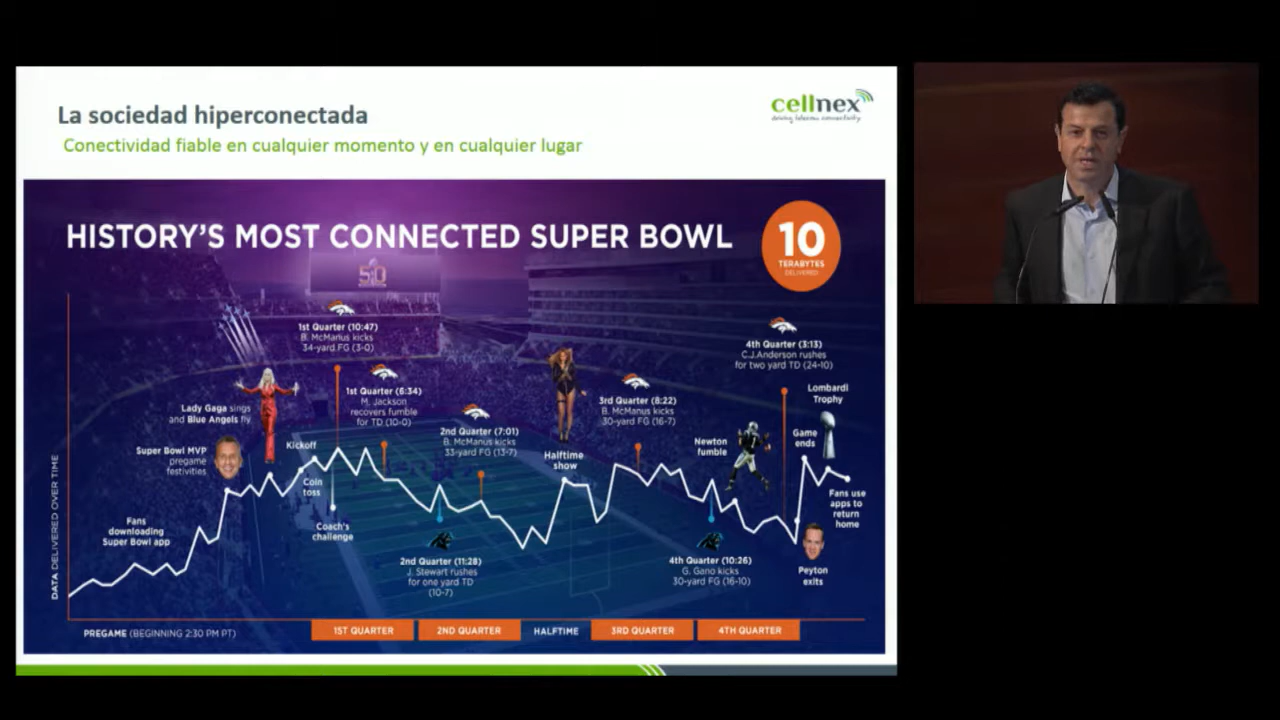 La sociedad hiperconectada
cellnex
driving telecom connectivity
Conectividad fiable en cualquier momento y en cualquier lugar
HISTORY'S MOST CONNECTED SUPER BOWL
10
TERABYTES
DELIVERED
50
1st Quarter (10:47)
B. McManus kicks
34-yard FG (3-0)
4th Quarter (3:13)
C.J.Anderson rushes
for two yard TD (24-10)
1st Quarter (6:34)
M. Jackson
recovers fumble
for TD (10-0)
Lombardi
Trophy
3rd Quarter (8:22)
B. McManus kicks
30-yard FG (16-7)
Lady Gaga sings
and Blue Angels fly
2nd Quarter (7:01)
B. McManus kicks
33-yard FG (13-7)
Kickoff
Newton
fumble
Game
ends
Super Bowl MVP
pregame
festivities
Halftime
show
Coin
toss
Fans use
apps to
return
home
Coach's
challenge
Fans
downloading
Super Bowl app
2nd Quarter (11:28)
J. Stewart rushes
for one yard TD
(10-7)
4th Quarter (10:26)
G. Gano kicks
30-yard FG (16-10)
Peyton
exits
DATA DELIVERED OVER TIME
PREGAME (BEGINNING 2:30 PM PT)
1ST QUARTER
2ND QUARTER
HALFTIME
3RD QUARTER
4TH QUARTER